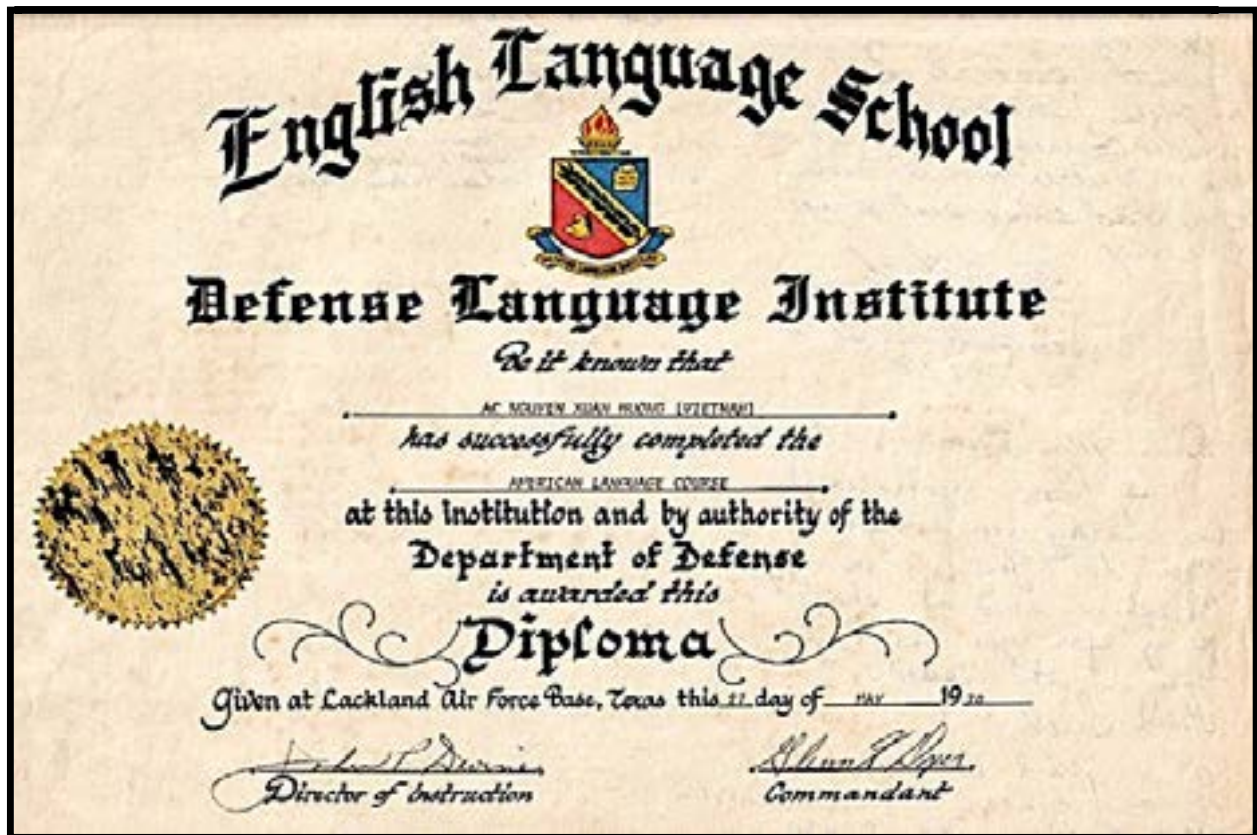 English Language School
Defense Language Institute
Be it known that
AC NGUYEN XUAN HUONG (VIETNAM)
has successfully completed the
AMERICAN LANGUAGE COURSE
at this institution and by authority of the
Department of Defense
is awarded this
Diploma
Given at Lackland Air Force Base, Texas this day of MAY 19
Director of Instruction
Commandant